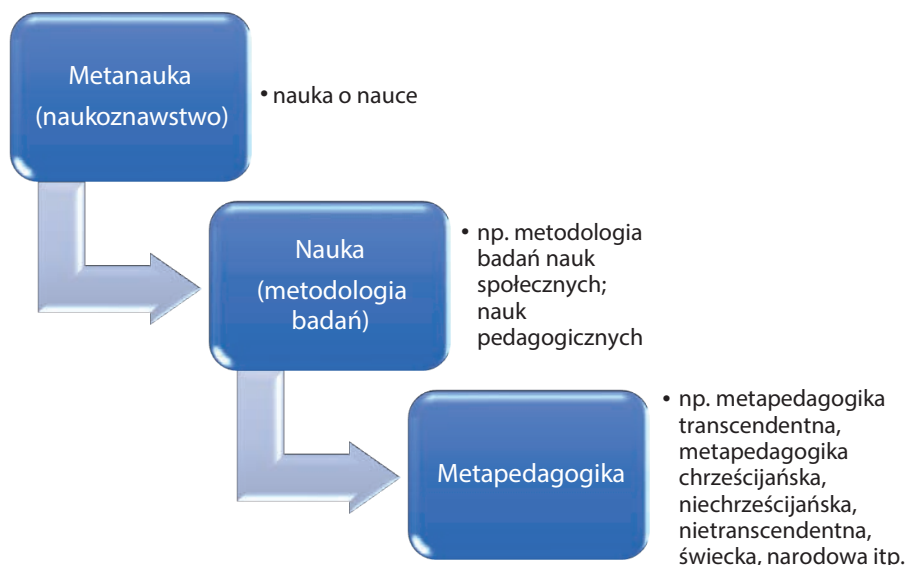 Metanauka
(naukoznawstwo)
• nauka o nauce
Nauka
(metodologia
badań)
• np. metodologia
badań nauk
społecznych;
nauk
pedagogicznych
Metapedagogika
• np. metapedagogika
transcendentna,
metapedagogika
chrześcijańska,
niechrześcijańska,
nietranscendentna,
świecka, narodowa itp.